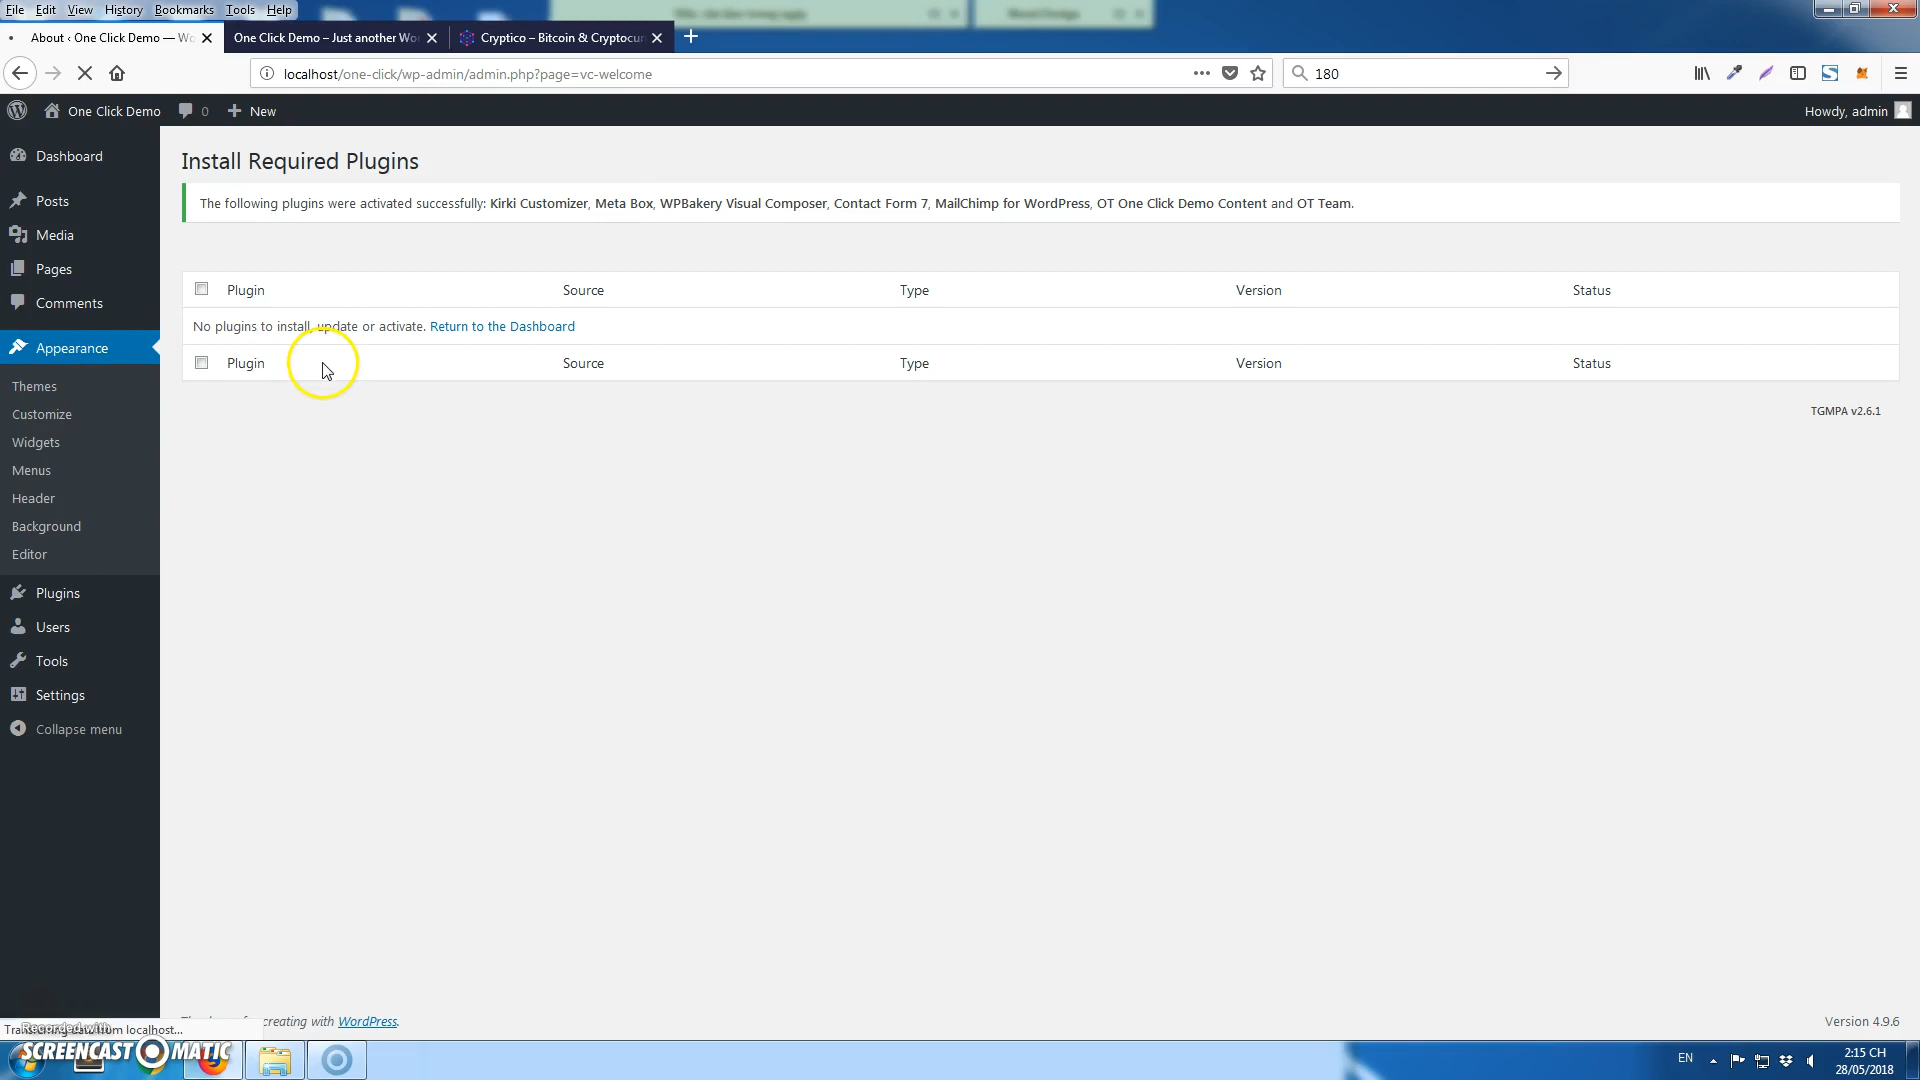 File Edit View History Bookmarks Tools Help
About ‹ One Click Demo — Wo
One Click Demo – Just another Wo
Cryptico – Bitcoin & Cryptocur
localhost/one-click/wp-admin/admin.php?page=vc-welcome
180
One Click Demo
0
New
Howdy, admin
Dashboard
Posts
Media
Pages
Comments
Appearance
Themes
Customize
Widgets
Menus
Header
Background
Editor
Plugins
Users
Tools
Settings
Collapse menu
Install Required Plugins
The following plugins were activated successfully: Kirki Customizer, Meta Box, WPBakery Visual Composer, Contact Form 7, MailChimp for WordPress, OT One Click Demo Content and OT Team.
Plugin Source Type Version Status
No plugins to install, update or activate. Return to the Dashboard
Plugin Source Type Version Status
TGMPA v2.6.1
creating with WordPress.
Version 4.9.6
from localhost...
Recorded with
SCREENCAST MATIC
EN
2:15 CH
28/05/2018